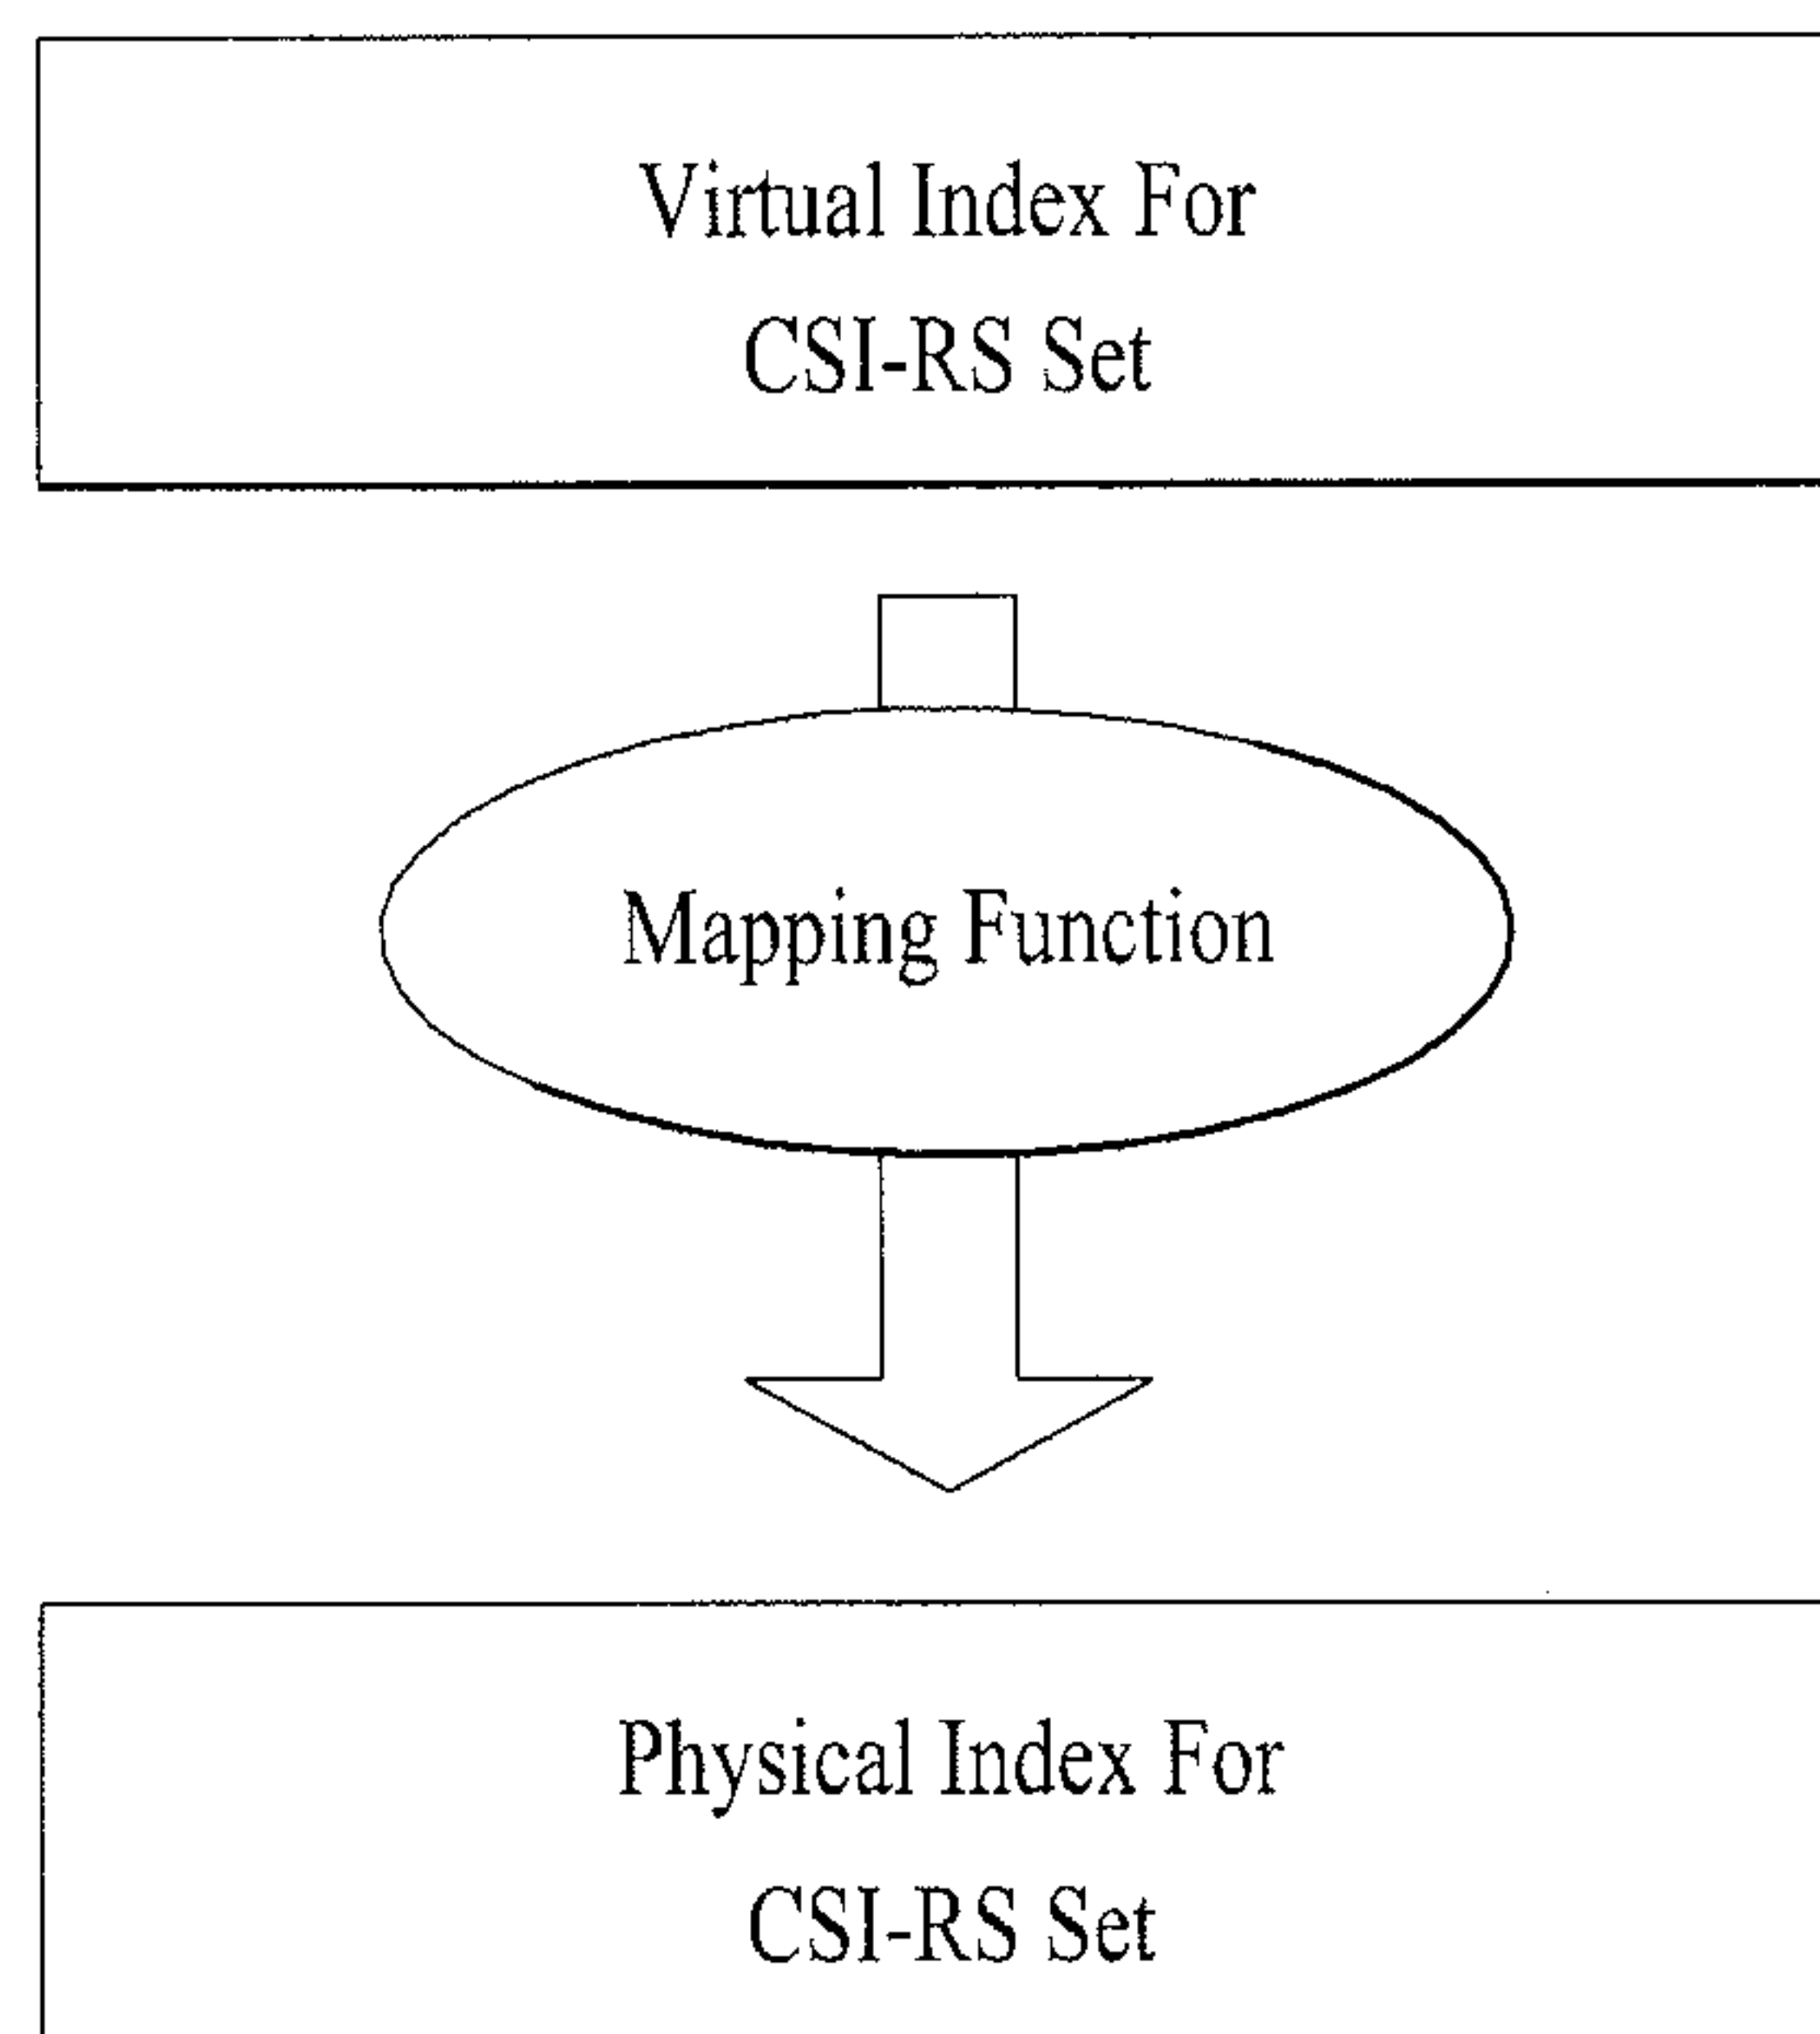 Virtual Index For
CSI-RS Set
Mapping Function
Physical Index For
CSI-RS Set